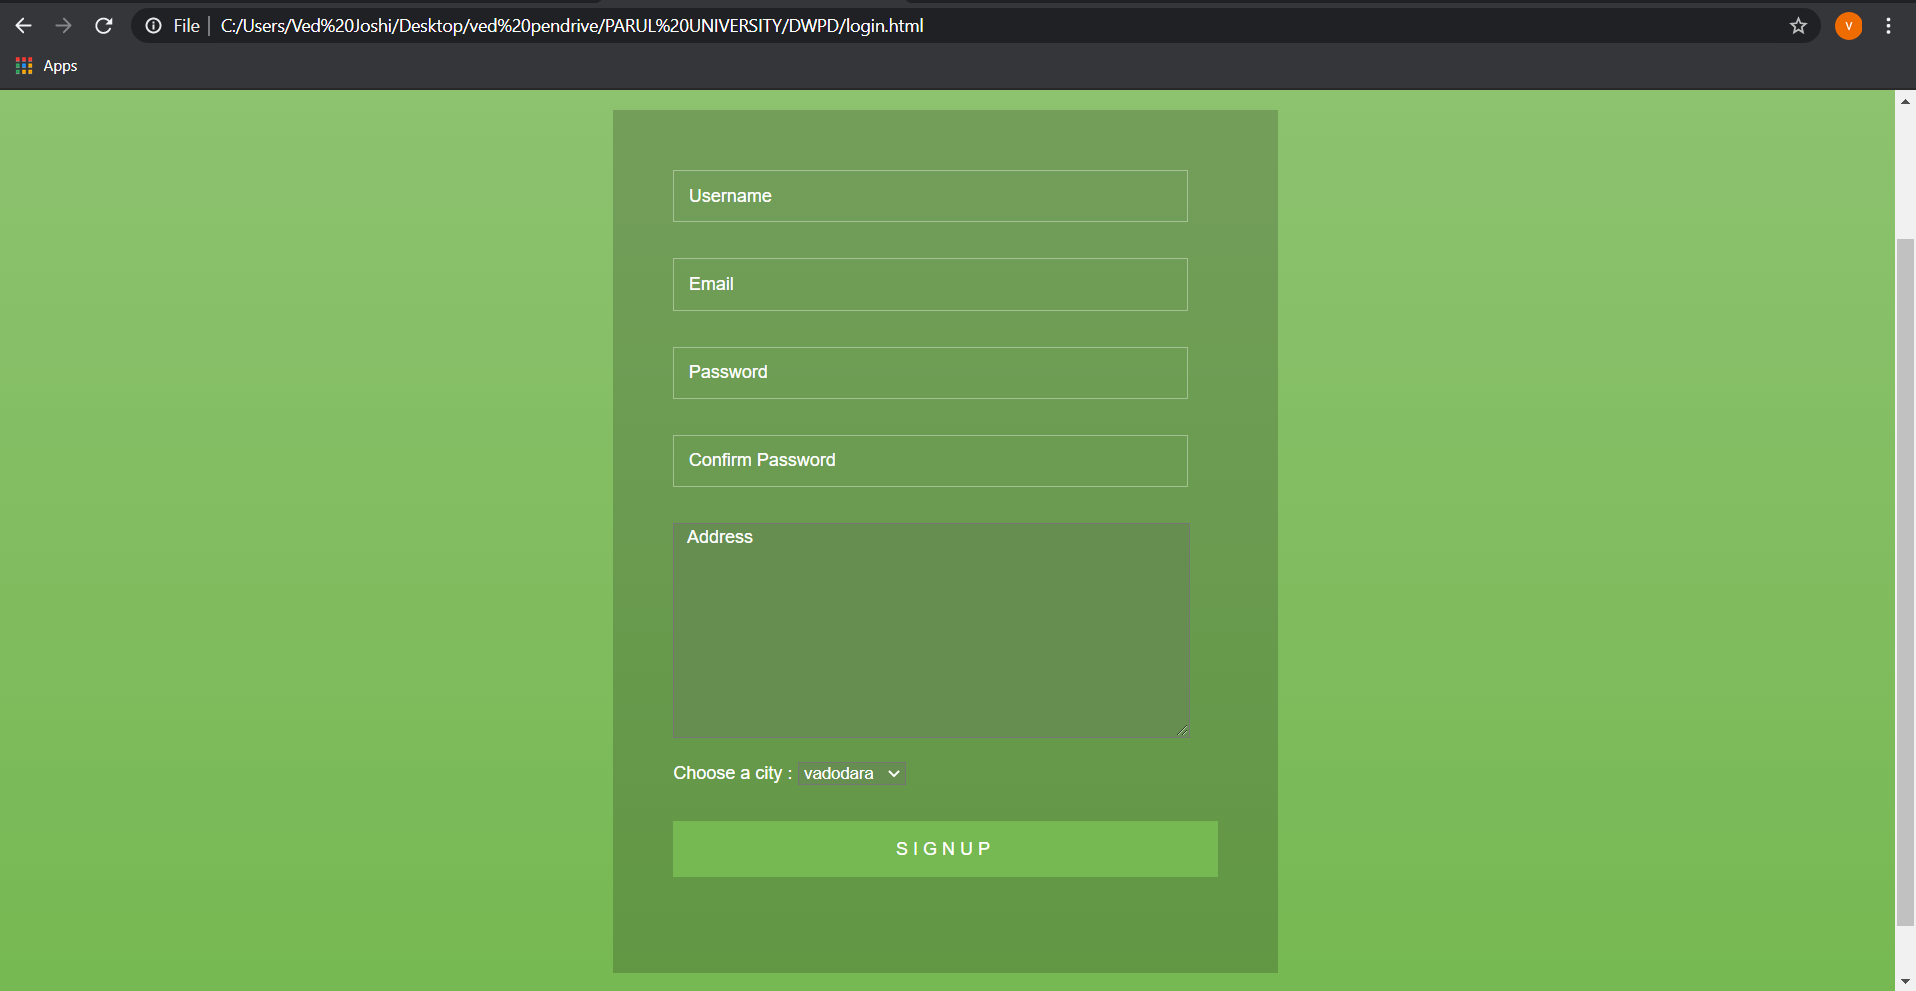 File | C:/Users/Ved%20Joshi/Desktop/ved%20pendrive/PARUL%20UNIVERSITY/DWPD/login.html
V
Apps
Username
Email
Password
Confirm Password
Address
Choose a city : vadodara
SIGNUP